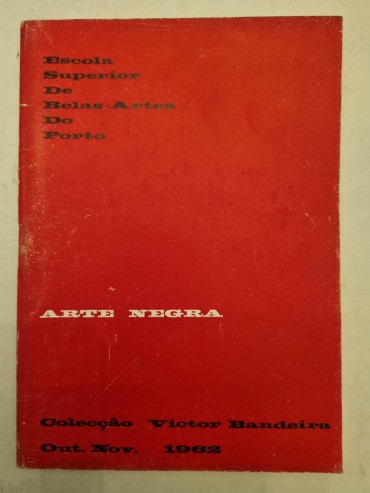 Escola
Superior
De
Belas-Artes
Do
Porto
ARTE NEGRA
Colecção Victor Bandeira
Out. Nov. 1962